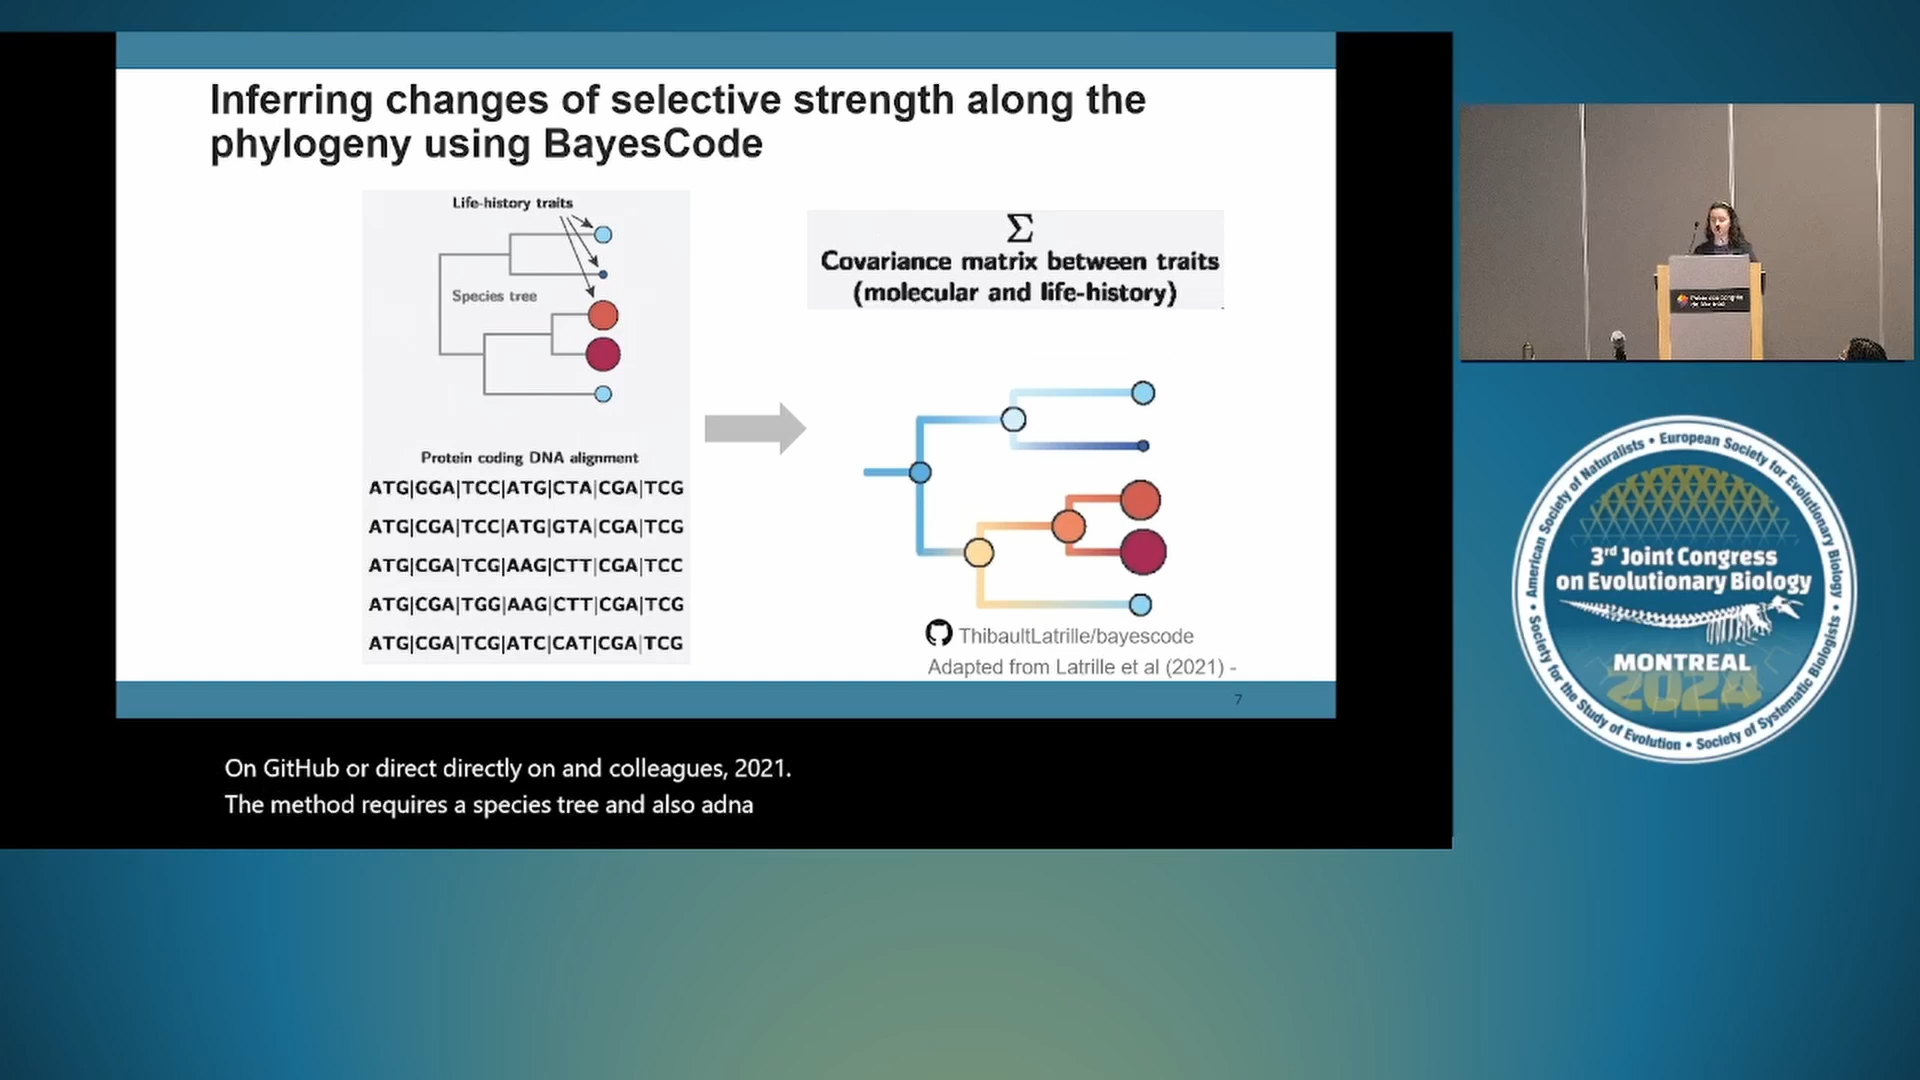 Inferring changes of selective strength along the
phylogeny using BayesCode
Life-history traits
Species tree
Protein coding DNA alignment
ATG|GGA|TCC|ATG|CTA|CGA|TCG
ATG|CGA|TCC|ATG|GTA|CGA|TCG
ATG|CGA|TCG|AAG|CTT|CGA|TCC
ATG|CGA|TGG|AAG|CTT|CGA|TCG
ATG|CGA|TCG|ATC|CAT|CGA|TCG
Σ
Covariance matrix between traits
(molecular and life-history)
ThibaultLatrille/bayescode
Adapted from Latrille et al (2021) -
7
On GitHub or direct directly on and colleagues, 2021.
The method requires a species tree and also adna
American Society of Naturalists • European Society for Evolutionary Biology •
Society for the Study of Evolution • Society of Systematic Biologists •
3rd Joint Congress
on Evolutionary Biology
MONTREAL
2024